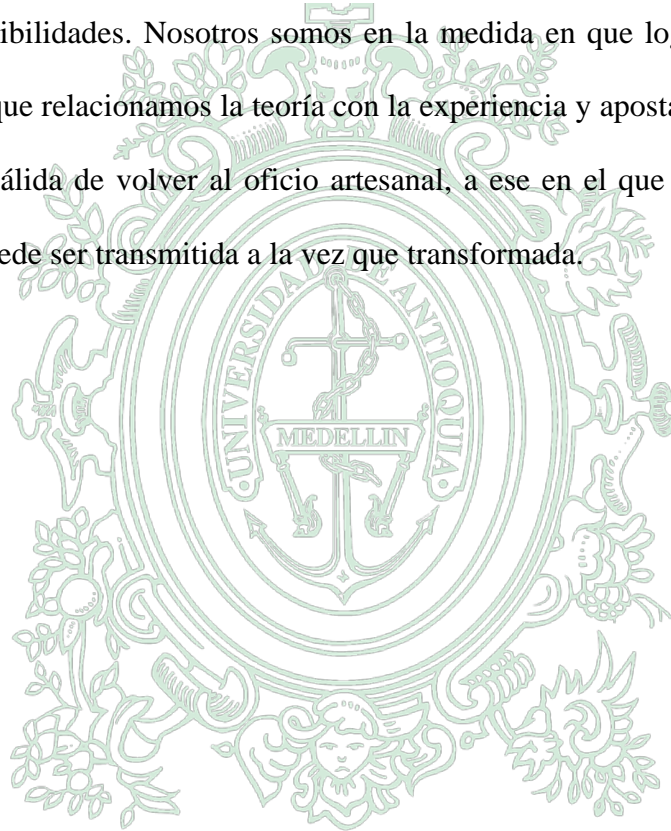 ibilidades. Nosotros somos en la medida en que lo
que relacionamos la teoría con la experiencia y aposta
álida de volver al oficio artesanal, a ese en el que
ede ser transmitida a la vez que transformada.
UNIVERSIDAD DE ANTIOQUIA
MEDELLIN